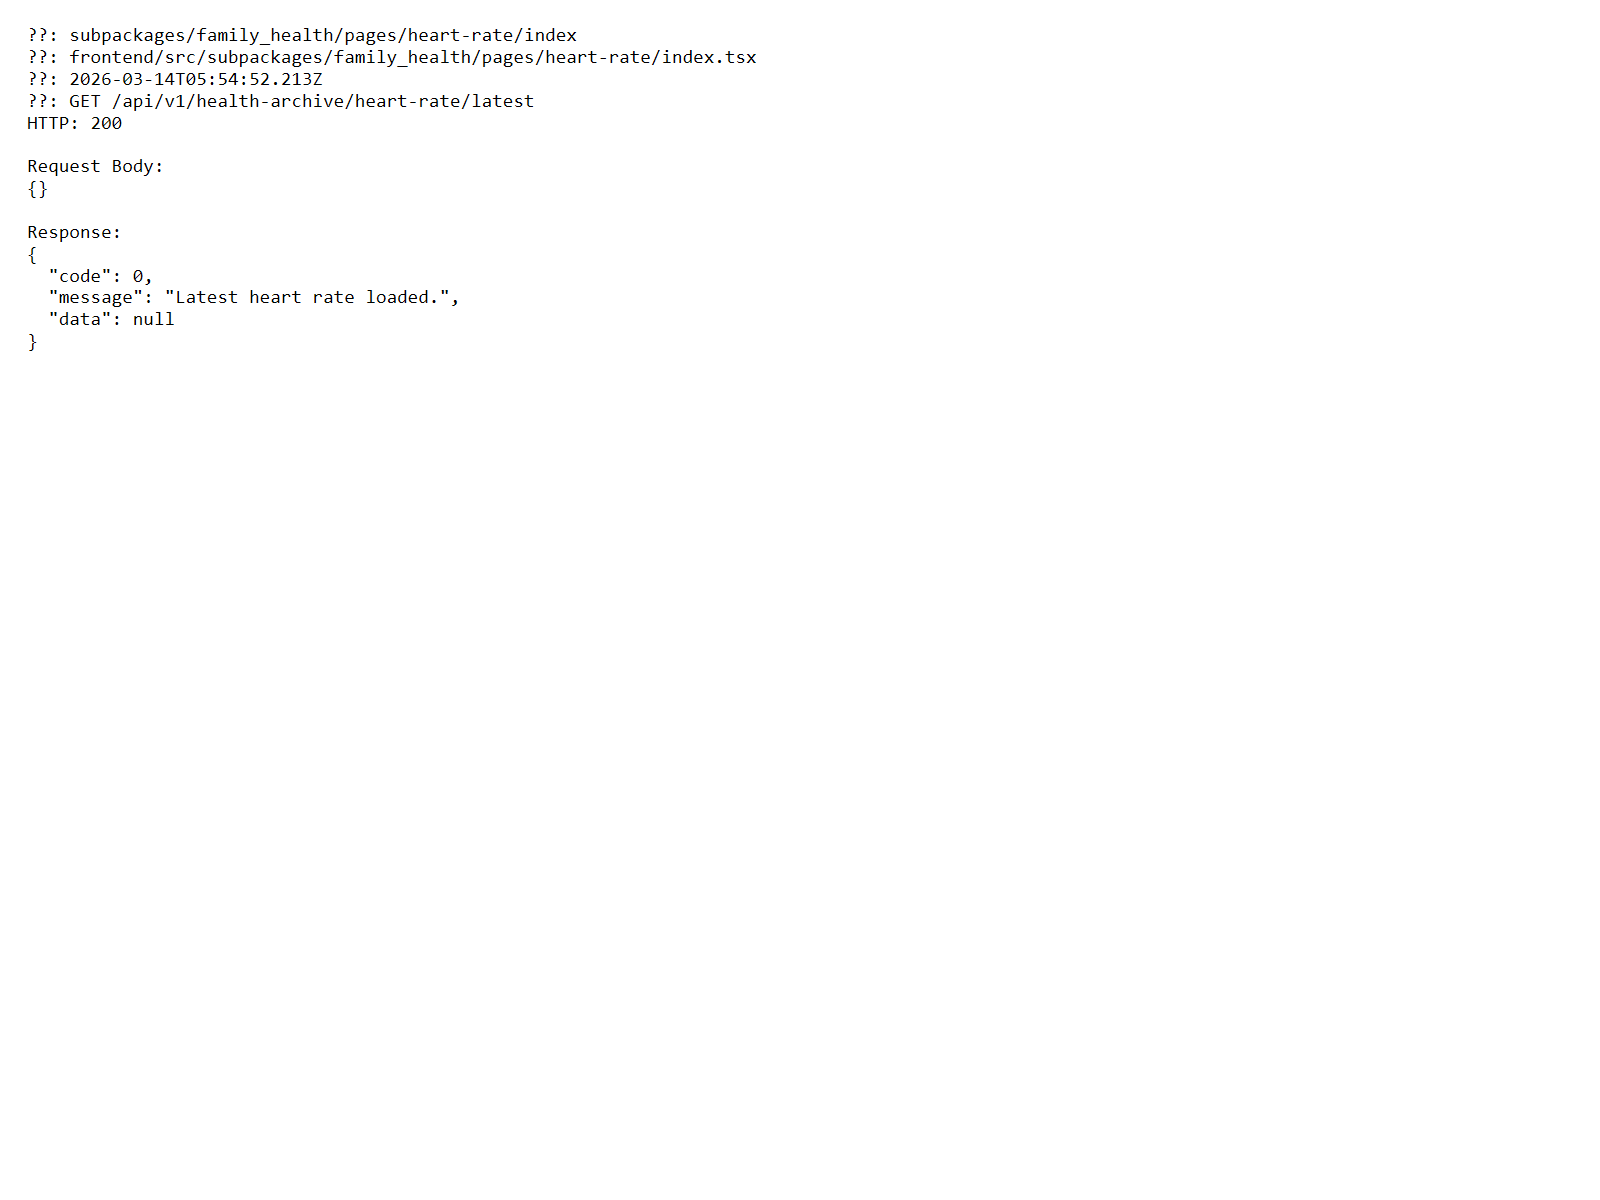 ??: subpackages/family_health/pages/heart-rate/index
??: frontend/src/subpackages/family_health/pages/heart-rate/index.tsx
??: 2026-03-14T05:54:52.213Z
??: GET /api/v1/health-archive/heart-rate/latest
HTTP: 200

Request Body:
{}

Response:
{
  "code": 0,
  "message": "Latest heart rate loaded.",
  "data": null
}